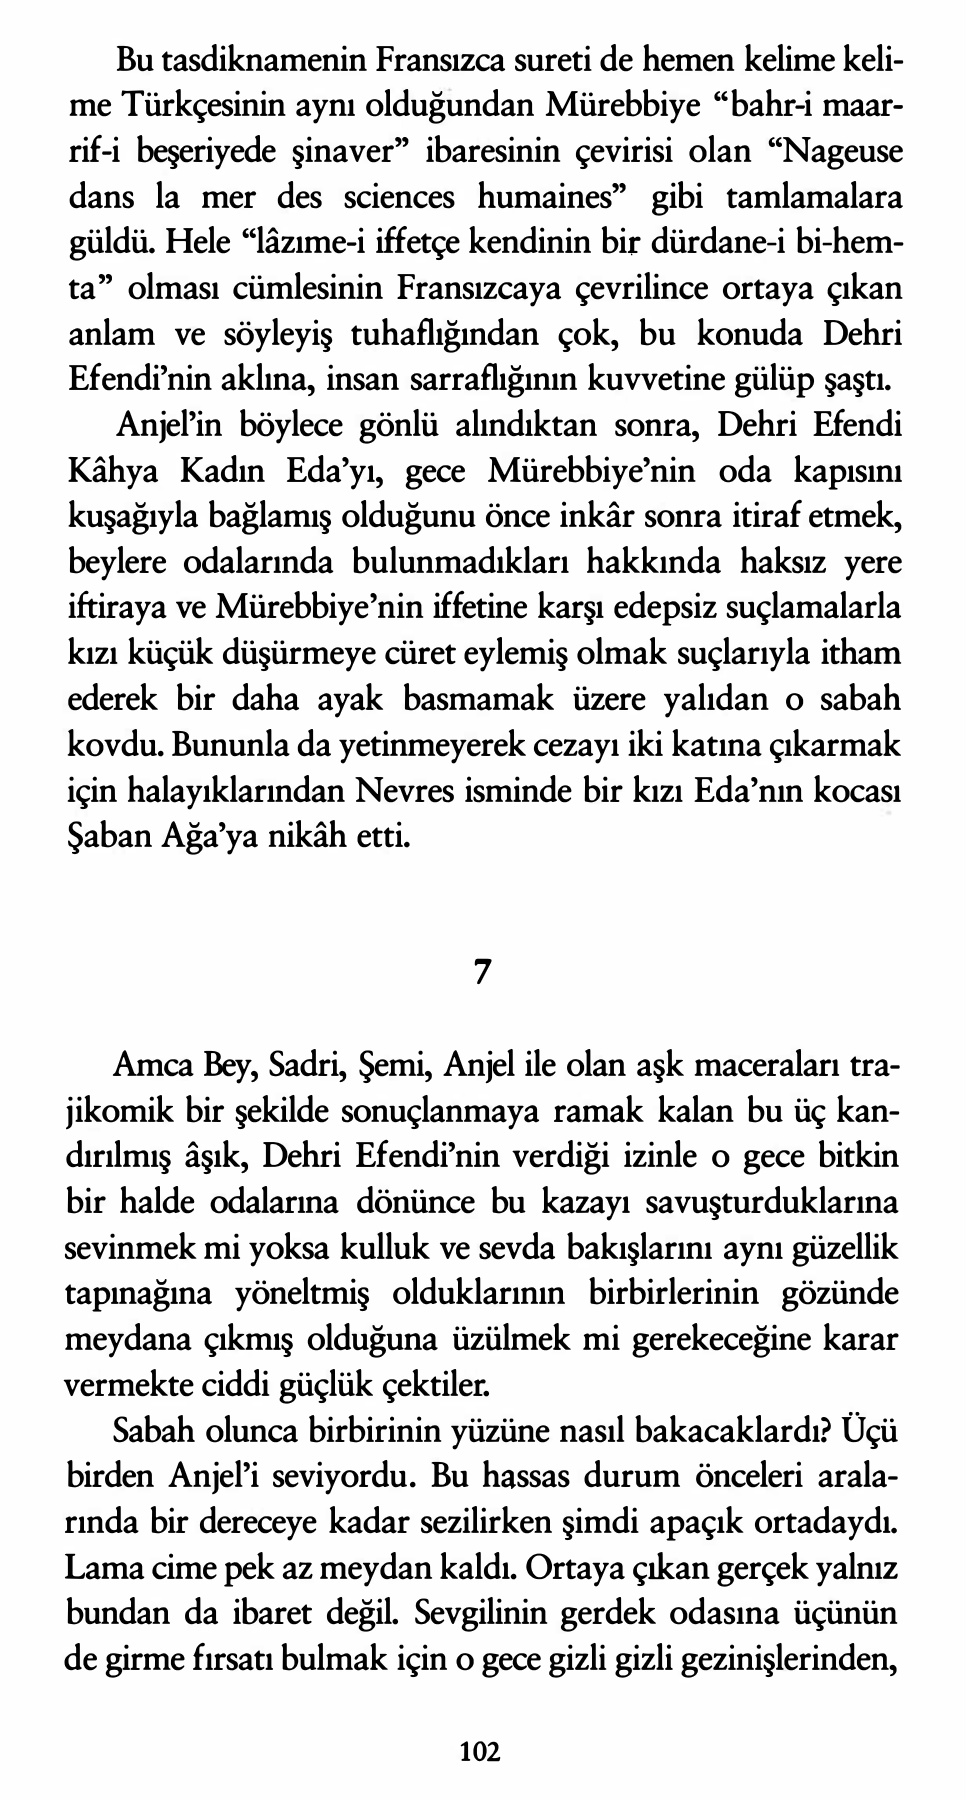 Bu tasdiknamenin Fransızca sureti de hemen kelime keli-
me Türkçesinin aynı olduğundan Mürebbiye “bahr-i maar-
rif-i beşeriyede şinaver” ibaresinin çevirisi olan “Nageuse
dans la mer des sciences humaines” gibi tamlamalara
güldü. Hele “lâzıme-i iffetçe kendinin bir dürdane-i bi-hem-
ta” olması cümlesinin Fransızcaya çevrilince ortaya çıkan
anlam ve söyleyiş tuhaflığından çok, bu konuda Dehri
Efendi’nin aklına, insan sarraflığının kuvvetine gülüp şaştı.
Anjel’in böylece gönlü alındıktan sonra, Dehri Efendi
Kâhya Kadın Eda’yı, gece Mürebbiye’nin oda kapısını
kuşağıyla bağlamış olduğunu önce inkâr sonra itiraf etmek,
beylere odalarında bulunmadıkları hakkında haksız yere
iftiraya ve Mürebbiye’nin iffetine karşı edepsiz suçlamalarla
kızı küçük düşürmeye cüret eylemiş olmak suçlarıyla itham
ederek bir daha ayak basmamak üzere yalıdan o sabah
kovdu. Bununla da yetinmeyerek cezayı iki katına çıkarmak
için halayıklarından Nevres isminde bir kızı Eda’nın kocası
Şaban Ağa’ya nikâh etti.
7
Amca Bey, Sadri, Şemi, Anjel ile olan aşk maceraları tra-
jikomik bir şekilde sonuçlanmaya ramak kalan bu üç kan-
dırılmış âşık, Dehri Efendi’nin verdiği izinle o gece bitkin
bir halde odalarına dönünce bu kazayı savuşturduklarına
sevinmek mi yoksa kulluk ve sevda bakışlarını aynı güzellik
tapınağına yöneltmiş olduklarının birbirlerinin gözünde
meydana çıkmış olduğuna üzülmek mi gerekeceğine karar
vermekte ciddi güçlük çektiler.
Sabah olunca birbirinin yüzüne nasıl bakacaklardı? Üçü
birden Anjel’i seviyordu. Bu hassas durum önceleri arala-
rında bir dereceye kadar sezilirken şimdi apaçık ortadaydı.
Lama cime pek az meydan kaldı. Ortaya çıkan gerçek yalnız
bundan da ibaret değil. Sevgilinin gerdek odasına üçünün
de girme fırsatı bulmak için o gece gizli gizli gezinişlerinden,
102